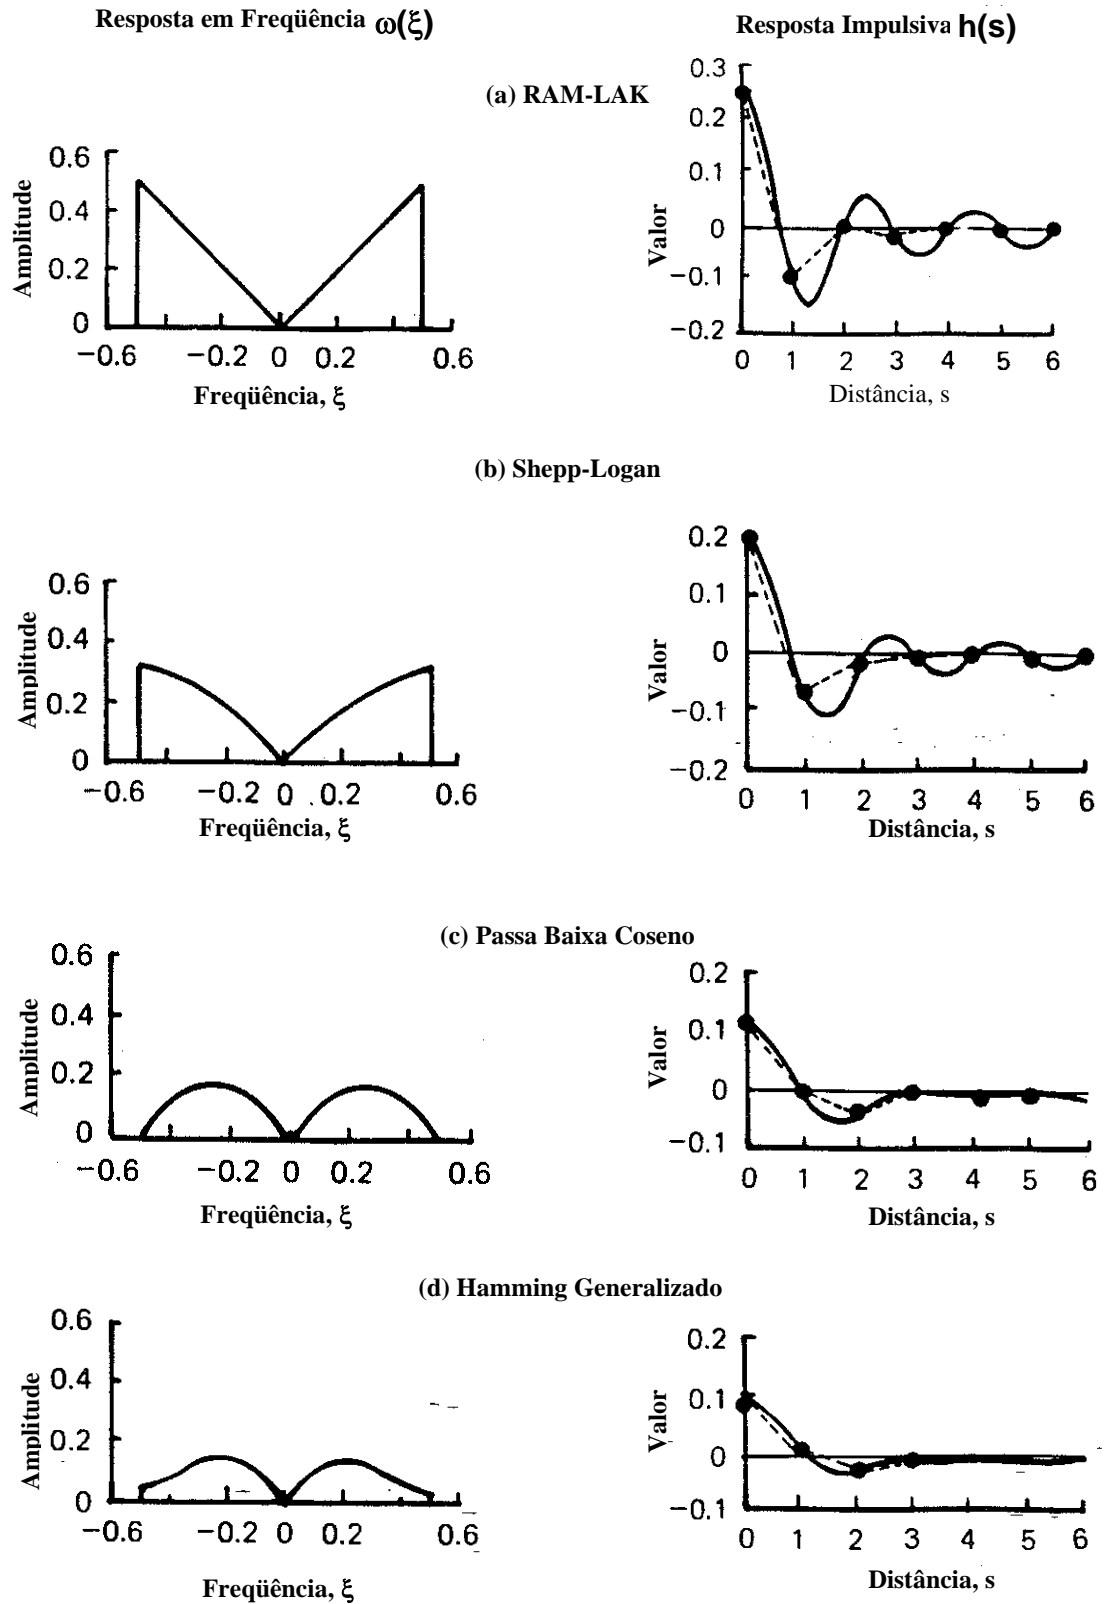 Resposta em Freqüência ω(ξ)
Resposta Impulsiva h(s)
(a) RAM-LAK
Amplitude
0.6
0.4
0.2
0
−0.6 −0.2 0 0.2 0.6
Freqüência, ξ
Valor
0.3
0.2
0.1
0
−0.1
−0.2
0 1 2 3 4 5 6
Distância, s
(b) Shepp-Logan
Amplitude
0.6
0.4
0.2
0
−0.6 −0.2 0 0.2 0.6
Freqüência, ξ
Valor
0.2
0.1
0
−0.1
−0.2
0 1 2 3 4 5 6
Distância, s
(c) Passa Baixa Coseno
Amplitude
0.6
0.4
0.2
0
−0.6 −0.2 0 0.2 0.6
Freqüência, ξ
Valor
0.2
0.1
0
−0.1
0 1 2 3 4 5 6
Distância, s
(d) Hamming Generalizado
Amplitude
0.6
0.4
0.2
0
−0.6 −0.2 0 0.2 0.6
Freqüência, ξ
Valor
0.2
0.1
0
−0.1
0 1 2 3 4 5 6
Distância, s